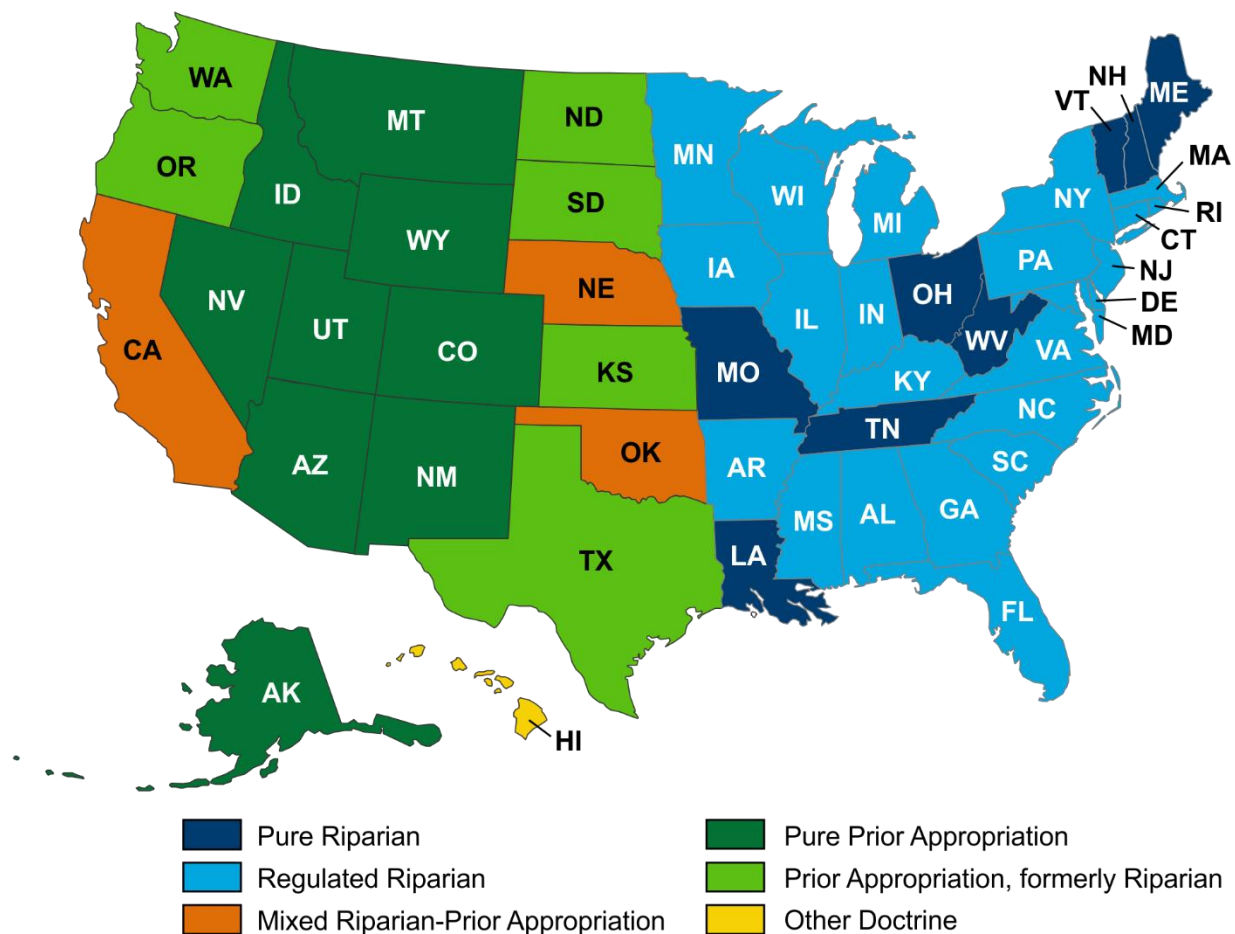 WA
OR
CA
MT
ID
WY
NV
UT
CO
AZ
NM
ND
SD
NE
KS
OK
TX
MN
WI
MI
IA
IL
IN
OH
MO
KY
WV
VA
TN
NC
AR
SC
MS
AL
GA
LA
FL
NY
PA
VT
NH
ME
MA
RI
CT
NJ
DE
MD
AK
HI
Pure Riparian
Regulated Riparian
Mixed Riparian-Prior Appropriation
Pure Prior Appropriation
Prior Appropriation, formerly Riparian
Other Doctrine